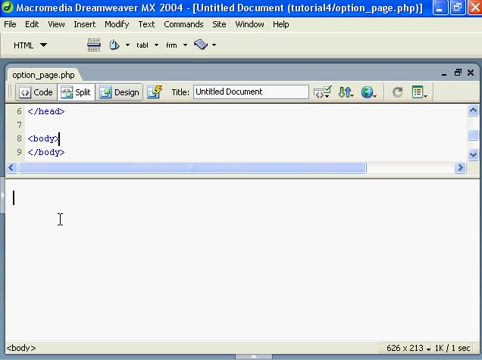 Macromedia Dreamweaver MX 2004 - [Untitled Document (tutorial4/option_page.php)]
File Edit View Insert Modify Text Commands Site Window Help
HTML tabl frm
option_page.php
Code Split Design Title: Untitled Document
6 </head>
7
8 <body>
9 </body>
<body> 626 x 213 1K / 1 sec